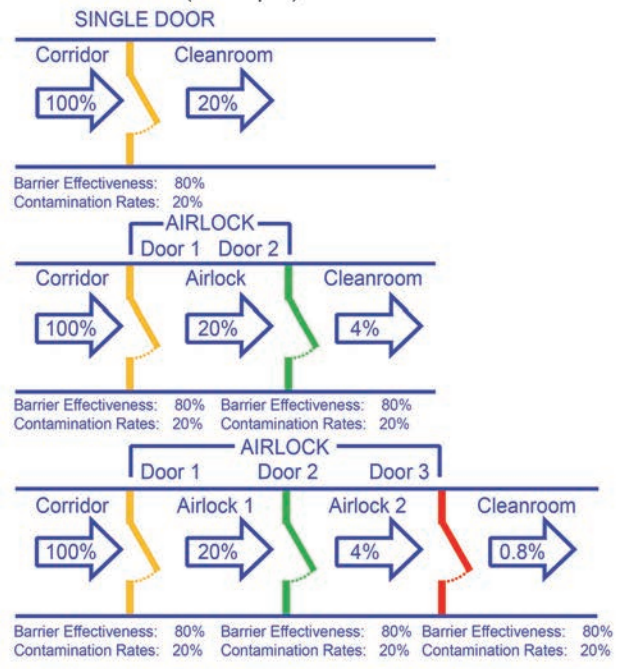 SINGLE DOOR
Corridor Cleanroom
100% 20%
Barrier Effectiveness: 80%
Contamination Rates: 20%
AIRLOCK
Door 1 Door 2
Corridor Airlock Cleanroom
100% 20% 4%
Barrier Effectiveness: 80% Barrier Effectiveness: 80%
Contamination Rates: 20% Contamination Rates: 20%
AIRLOCK
Door 1 Door 2 Door 3
Corridor Airlock 1 Airlock 2 Cleanroom
100% 20% 4% 0.8%
Barrier Effectiveness: 80% Barrier Effectiveness: 80% Barrier Effectiveness: 80%
Contamination Rates: 20% Contamination Rates: 20% Contamination Rates: 20%